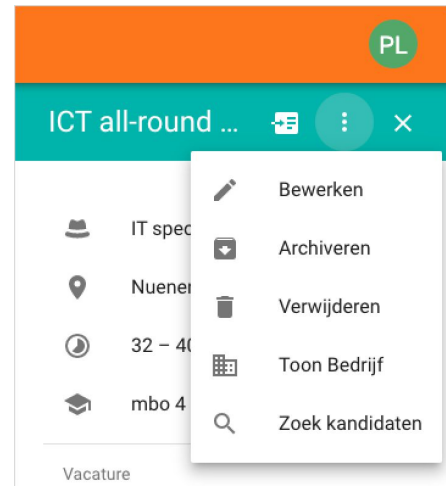 PL
ICT all-round ...
Bewerken
IT spec
Archiveren
Nuenen
Verwijderen
32 – 40
Toon Bedrijf
mbo 4
Zoek kandidaten
Vacature